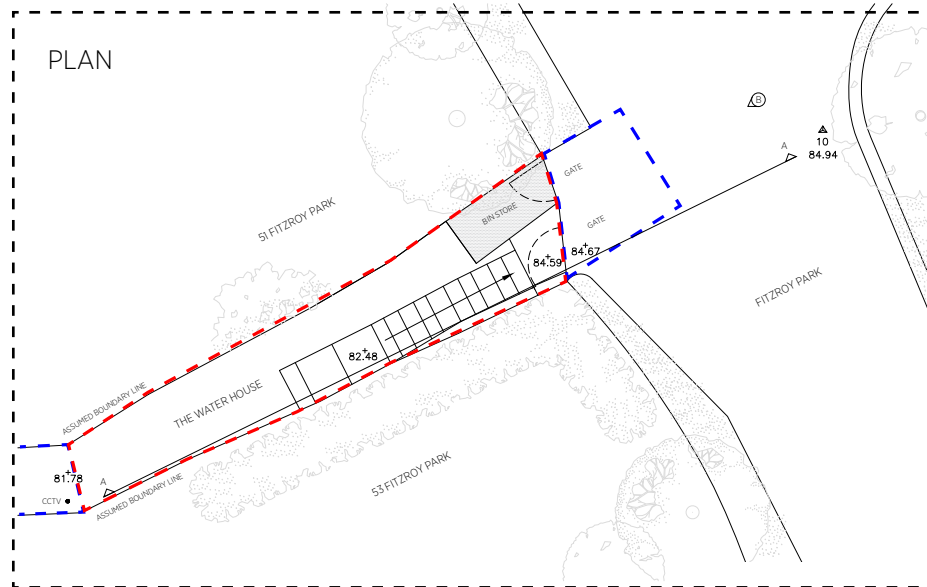 PLAN
B
10
84.94
A
GATE
BIN STORE
51 FITZROY PARK
GATE
84.67
84.59
FITZROY PARK
82.48
ASSUMED BOUNDARY LINE
THE WATER HOUSE
53 FITZROY PARK
81.78
A
CCTV
ASSUMED BOUNDARY LINE